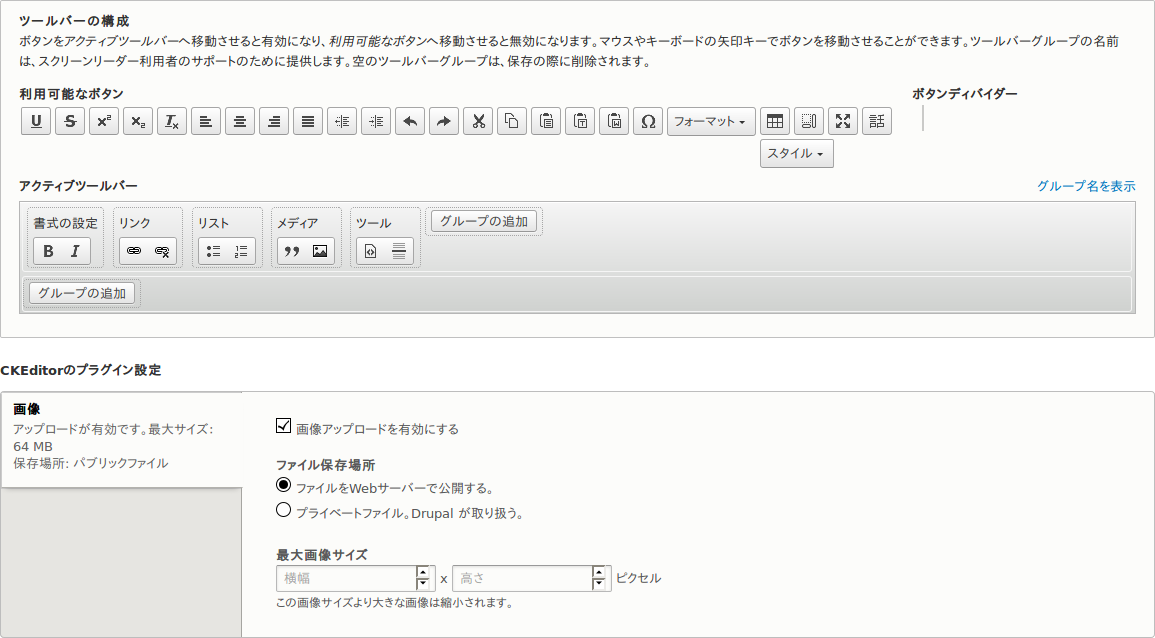 ツールバーの構成
ボタンをアクティブツールバーへ移動させると有効になり、利用可能なボタンへ移動させると無効になります。マウスやキーボードの矢印キーでボタンを移動させることができます。ツールバーグループの名前
は、スクリーンリーダー利用者のサポートのために提供します。空のツールバーグループは、保存の際に削除されます。
利用可能なボタン ボタンディバイダー
U S x² x₂ Ix Ω フォーマット 話
スタイル
アクティブツールバー グループ名を表示
書式の設定 リンク リスト メディア ツール グループの追加
B I
グループの追加
CKEditorのプラグイン設定
画像
アップロードが有効です。最大サイズ:
64 MB
保存場所: パブリックファイル
画像アップロードを有効にする
ファイル保存場所
ファイルをWebサーバーで公開する。
プライベートファイル。Drupal が取り扱う。
最大画像サイズ
横幅 x 高さ ピクセル
この画像サイズより大きな画像は縮小されます。